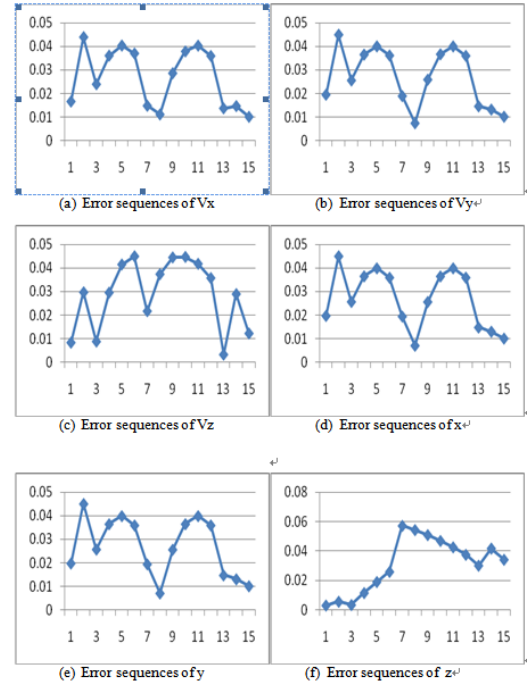 0.05
0.04
0.03
0.02
0.01
0
1 3 5 7 9 11 13 15
(a) Error sequences of Vx
0.05
0.04
0.03
0.02
0.01
0
1 3 5 7 9 11 13 15
(b) Error sequences of Vy↵
0.05
0.04
0.03
0.02
0.01
0
1 3 5 7 9 11 13 15
(c) Error sequences of Vz
0.05
0.04
0.03
0.02
0.01
0
1 3 5 7 9 11 13 15
(d) Error sequences of x↵
0.05
0.04
0.03
0.02
0.01
0
1 3 5 7 9 11 13 15
(e) Error sequences of y
0.08
0.06
0.04
0.02
0
1 3 5 7 9 11 13 15
(f) Error sequences of z↵